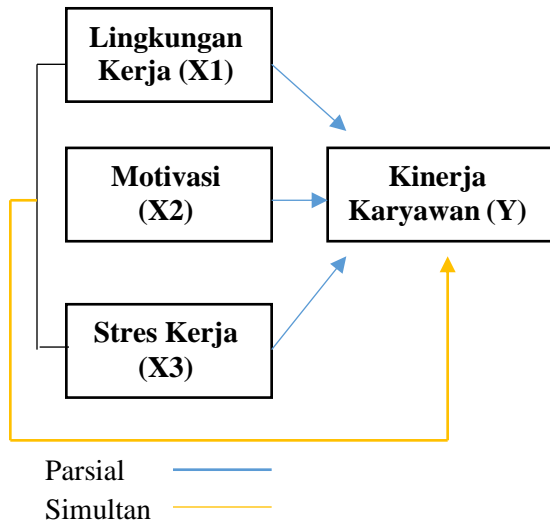 Lingkungan
Kerja (X1)
Motivasi
(X2)
Kinerja
Karyawan (Y)
Stres Kerja
(X3)
Parsial
Simultan